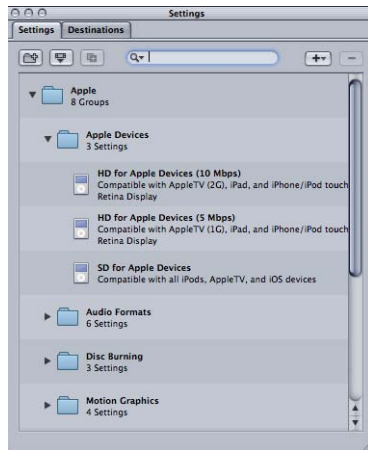 Settings
Settings Destinations
Apple
8 Groups
Apple Devices
3 Settings
HD for Apple Devices (10 Mbps)
Compatible with AppleTV (2G), iPad, and iPhone/iPod touch
Retina Display
HD for Apple Devices (5 Mbps)
Compatible with AppleTV (1G), iPad, and iPhone/iPod touch
Retina Display
SD for Apple Devices
Compatible with all iPods, AppleTV, and iOS devices
Audio Formats
6 Settings
Disc Burning
3 Settings
Motion Graphics
4 Settings